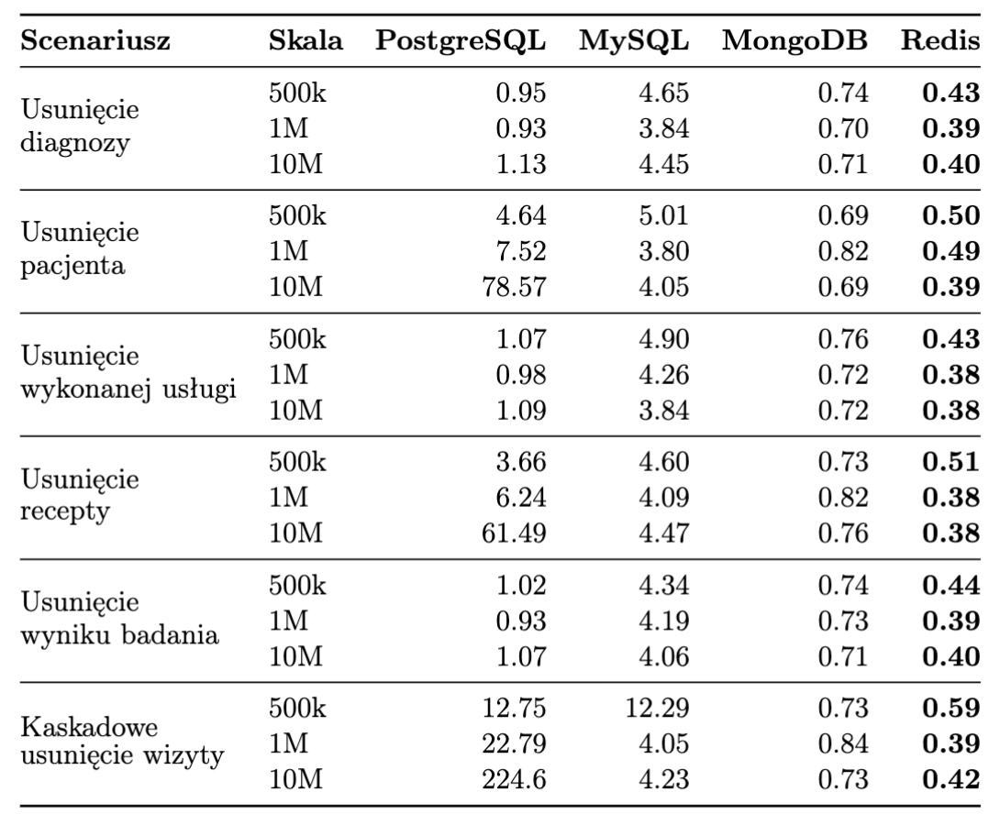 Scenariusz Skala PostgreSQL MySQL MongoDB Redis
Usunięcie diagnozy 500k 0.95 4.65 0.74 0.43
1M 0.93 3.84 0.70 0.39
10M 1.13 4.45 0.71 0.40
Usunięcie pacjenta 500k 4.64 5.01 0.69 0.50
1M 7.52 3.80 0.82 0.49
10M 78.57 4.05 0.69 0.39
Usunięcie wykonanej usługi 500k 1.07 4.90 0.76 0.43
1M 0.98 4.26 0.72 0.38
10M 1.09 3.84 0.72 0.38
Usunięcie recepty 500k 3.66 4.60 0.73 0.51
1M 6.24 4.09 0.82 0.38
10M 61.49 4.47 0.76 0.38
Usunięcie wyniku badania 500k 1.02 4.34 0.74 0.44
1M 0.93 4.19 0.73 0.39
10M 1.07 4.06 0.71 0.40
Kaskadowe usunięcie wizyty 500k 12.75 12.29 0.73 0.59
1M 22.79 4.05 0.84 0.39
10M 224.6 4.23 0.73 0.42